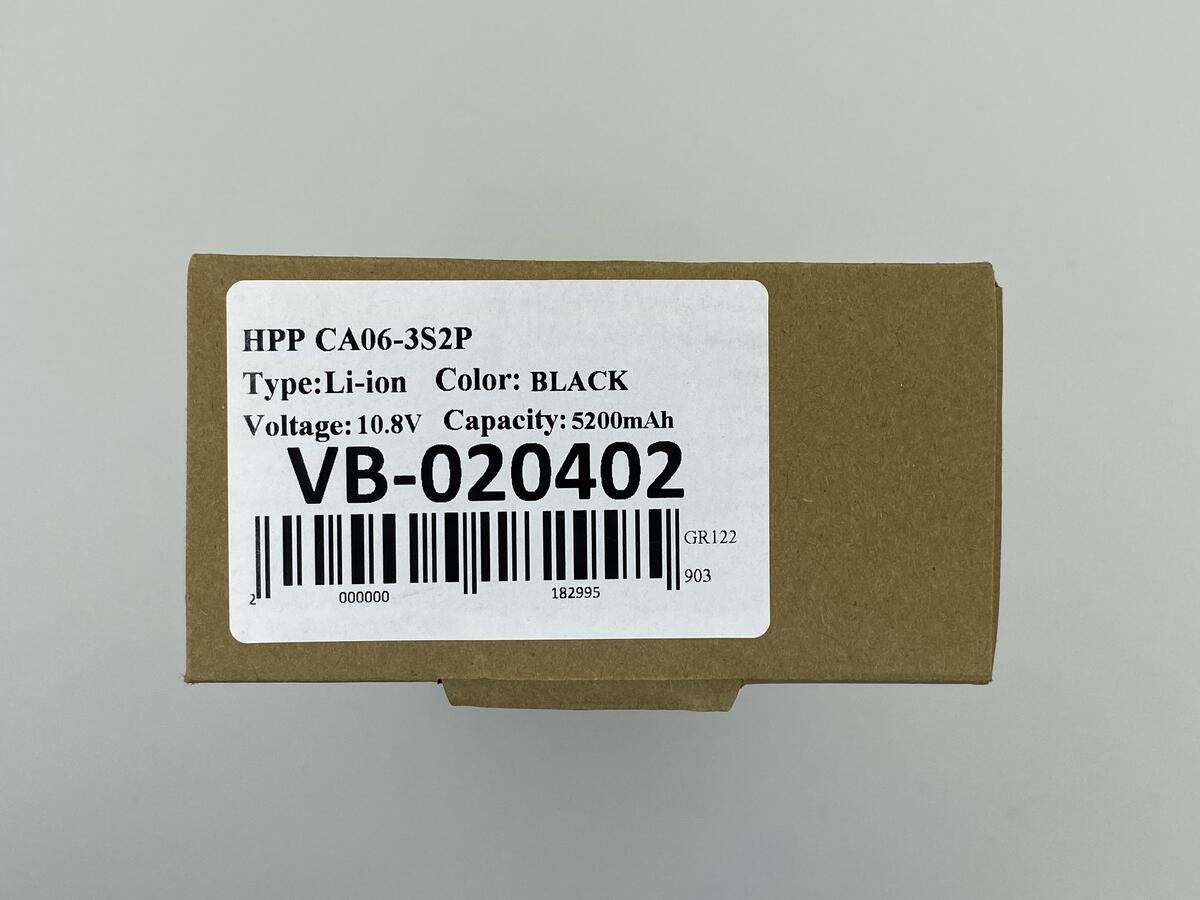 HPP CA06-3S2P
Type:Li-ion Color: BLACK
Voltage: 10.8V Capacity: 5200mAh
VB-020402
GR122
903
2 000000 182995